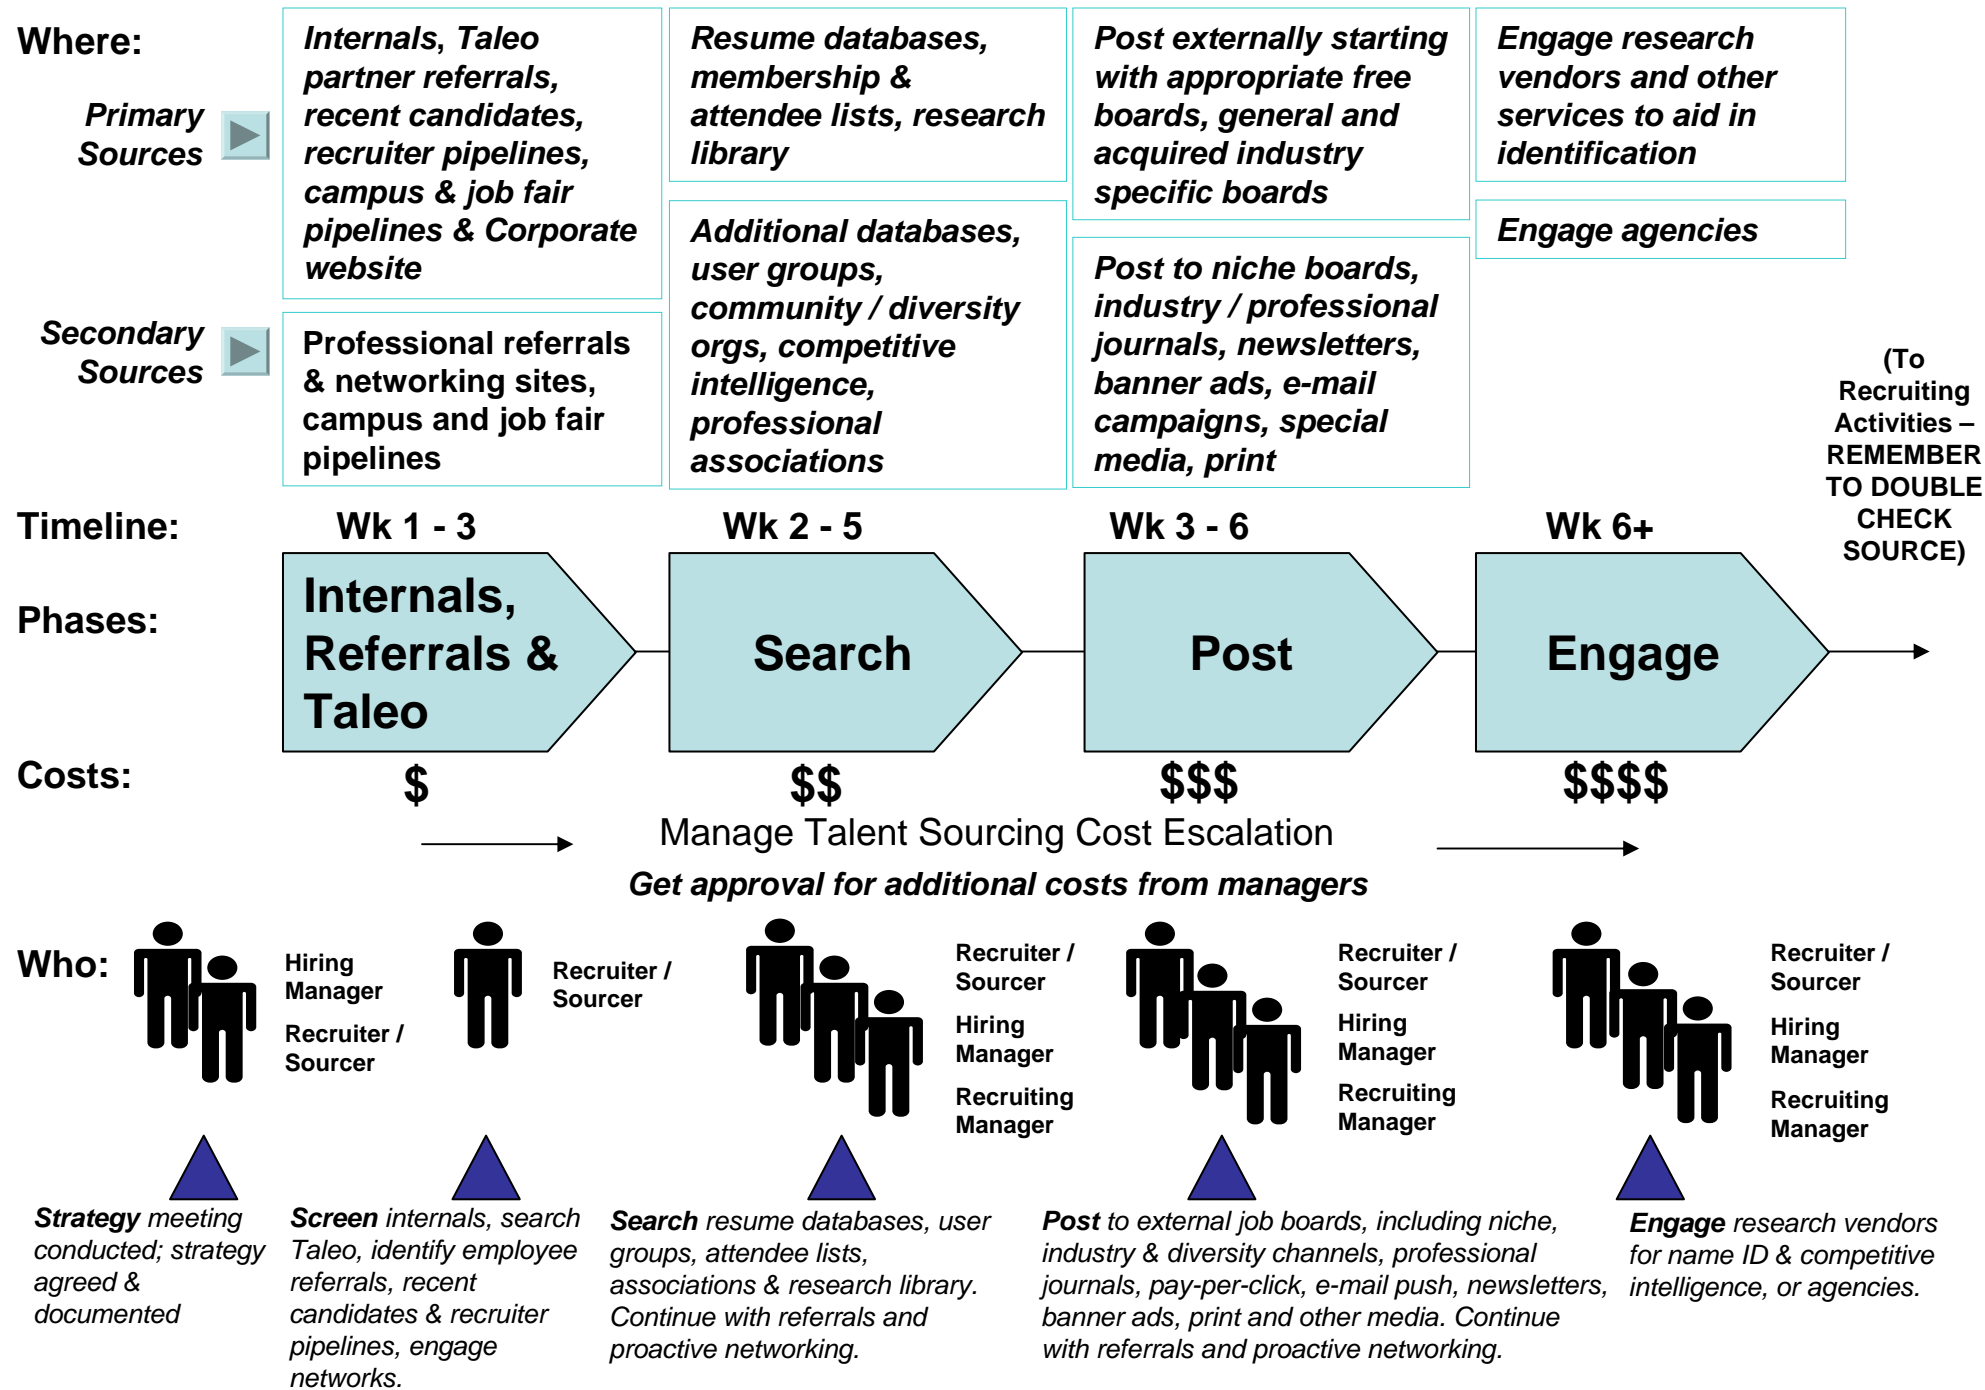 Where:
Primary
Sources
Internals, Taleo
partner referrals,
recent candidates,
recruiter pipelines,
campus & job fair
pipelines & Corporate
website
Resume databases,
membership &
attendee lists, research
library
Post externally starting
with appropriate free
boards, general and
acquired industry
specific boards
Engage research
vendors and other
services to aid in
identification
Secondary
Sources
Professional referrals
& networking sites,
campus and job fair
pipelines
Additional databases,
user groups,
community / diversity
orgs, competitive
intelligence,
professional
associations
Post to niche boards,
industry / professional
journals, newsletters,
banner ads, e-mail
campaigns, special
media, print
Engage agencies
(To
Recruiting
Activities –
REMEMBER
TO DOUBLE
CHECK
SOURCE)
Timeline:
Wk 1 - 3
Wk 2 - 5
Wk 3 - 6
Wk 6+
Phases:
Internals,
Referrals &
Taleo
Search
Post
Engage
Costs:
$
$$
$$$
$$$$
Manage Talent Sourcing Cost Escalation
Get approval for additional costs from managers
Who:
Hiring
Manager
Recruiter /
Sourcer
Recruiter /
Sourcer
Recruiter /
Sourcer
Hiring
Manager
Recruiting
Manager
Recruiter /
Sourcer
Hiring
Manager
Recruiting
Manager
Recruiter /
Sourcer
Hiring
Manager
Recruiting
Manager
Strategy meeting
conducted; strategy
agreed &
documented
Screen internals, search
Taleo, identify employee
referrals, recent
candidates & recruiter
pipelines, engage
networks.
Search resume databases, user
groups, attendee lists,
associations & research library.
Continue with referrals and
proactive networking.
Post to external job boards, including niche,
industry & diversity channels, professional
journals, pay-per-click, e-mail push, newsletters,
banner ads, print and other media. Continue
with referrals and proactive networking.
Engage research vendors
for name ID & competitive
intelligence, or agencies.